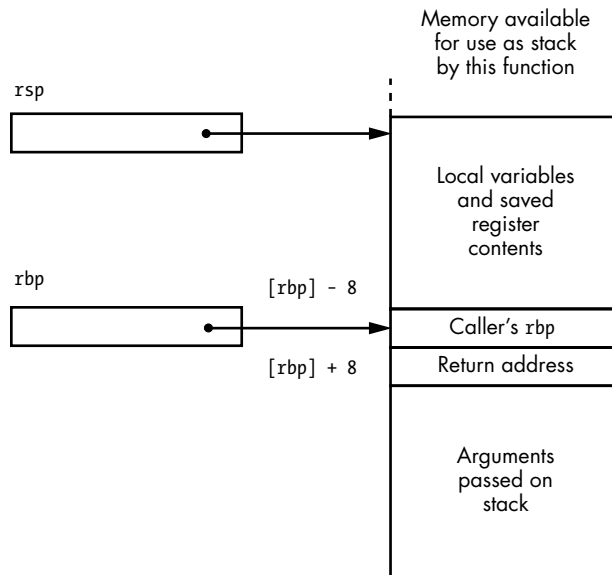 Memory available
for use as stack
by this function
rsp
Local variables
and saved
register
contents
rbp
[rbp] - 8
Caller's rbp
[rbp] + 8
Return address
Arguments
passed on
stack